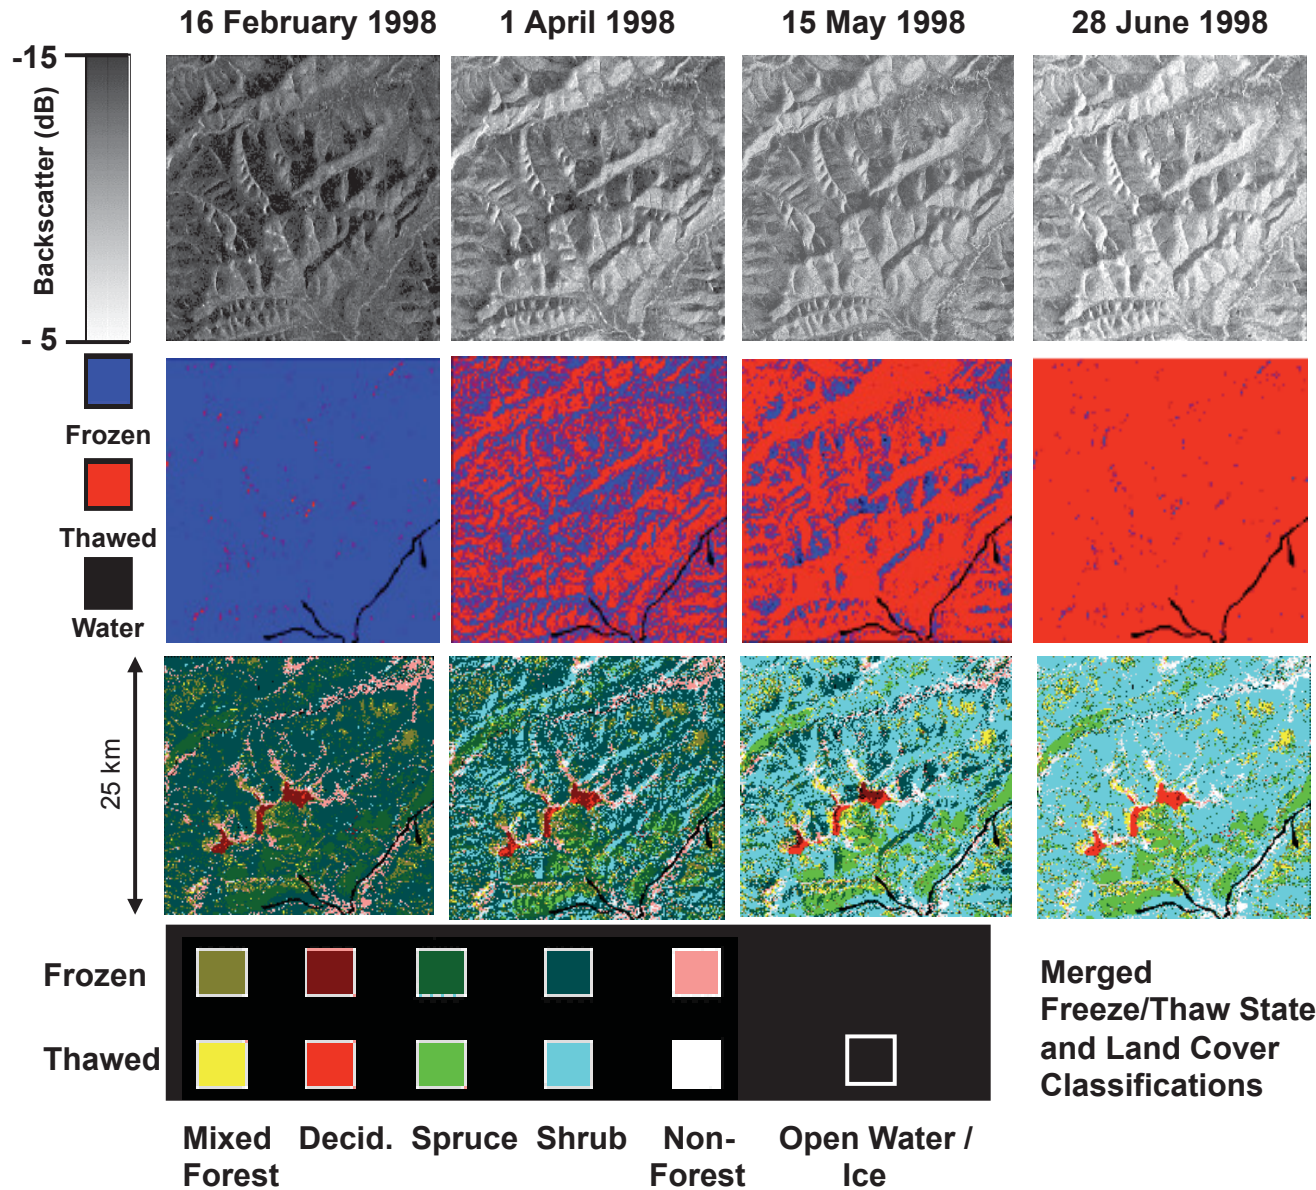 16 February 1998
1 April 1998
15 May 1998
28 June 1998
-15
Backscatter (dB)
- 5
Frozen
Thawed
Water
25 km
Frozen
Thawed
Mixed
Forest
Decid.
Spruce
Shrub
Non-
Forest
Open Water /
Ice
Merged
Freeze/Thaw State
and Land Cover
Classifications